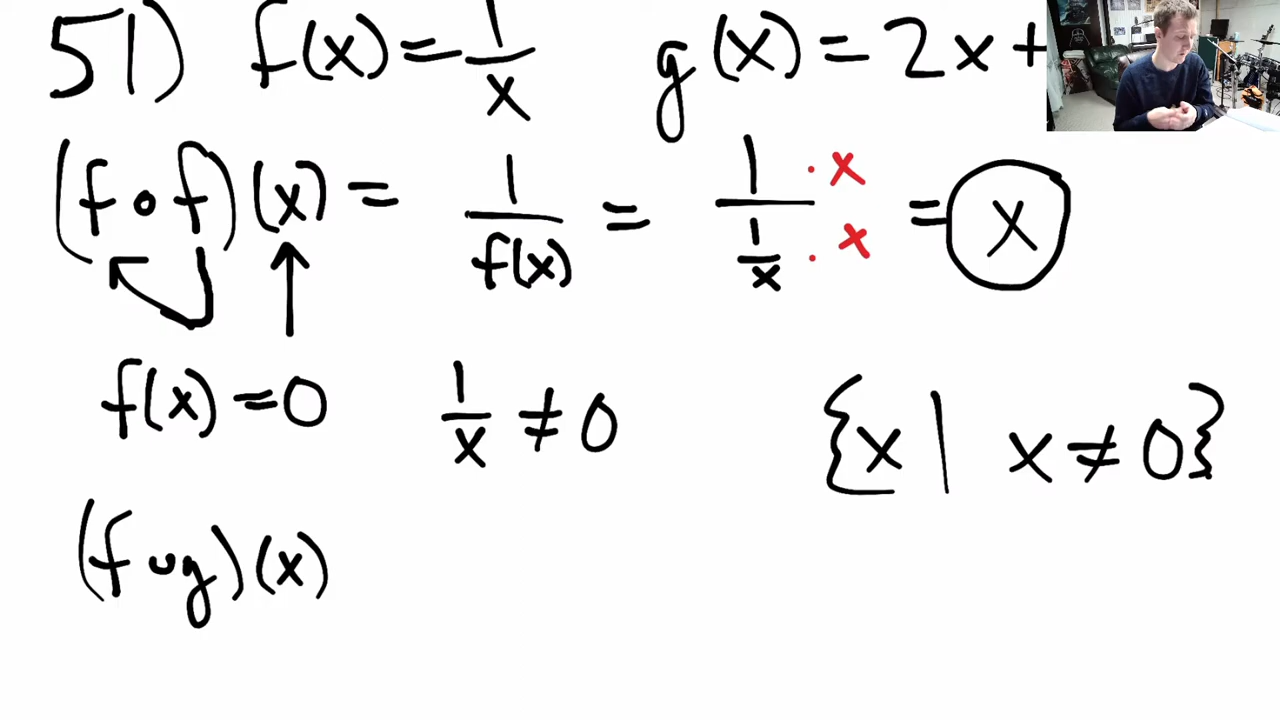 51) f(x) = 1/x g(x) = 2x+
(f∘f)(x) = 1/f(x) = 1·x / 1/x·x = x
f(x) = 0 1/x ≠ 0 {x | x ≠ 0}
(f∘g)(x)